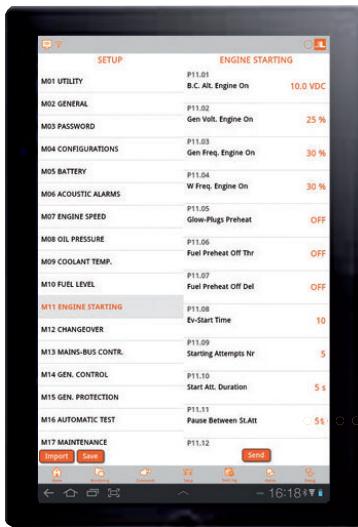 SETUP
M01 UTILITY
M02 GENERAL
M03 PASSWORD
M04 CONFIGURATIONS
M05 BATTERY
M06 ACOUSTIC ALARMS
M07 ENGINE SPEED
M08 OIL PRESSURE
M09 COOLANT TEMP.
M10 FUEL LEVEL
M11 ENGINE STARTING
M12 CHANGEOVER
M13 MAINS-BUS CONTR.
M14 GEN. CONTROL
M15 GEN. PROTECTION
M16 AUTOMATIC TEST
M17 MAINTENANCE
ENGINE STARTING
P11.01
B.C. Alt. Engine On 10.0 VDC
P11.02
Gen Volt. Engine On 25 %
P11.03
Gen Freq. Engine On 30 %
P11.04
W Freq. Engine On 30 %
P11.05
Glow-Plugs Preheat OFF
P11.06
Fuel Preheat Off Thr OFF
P11.07
Fuel Preheat Off Del OFF
P11.08
Ev-Start Time 10
P11.09
Starting Attempts Nr 5
P11.10
Start Att. Duration 5 s
P11.11
Pause Between St.Att 5s
P11.12
Import Save Send
Home Monitoring Commands Setup Alarms
16:18